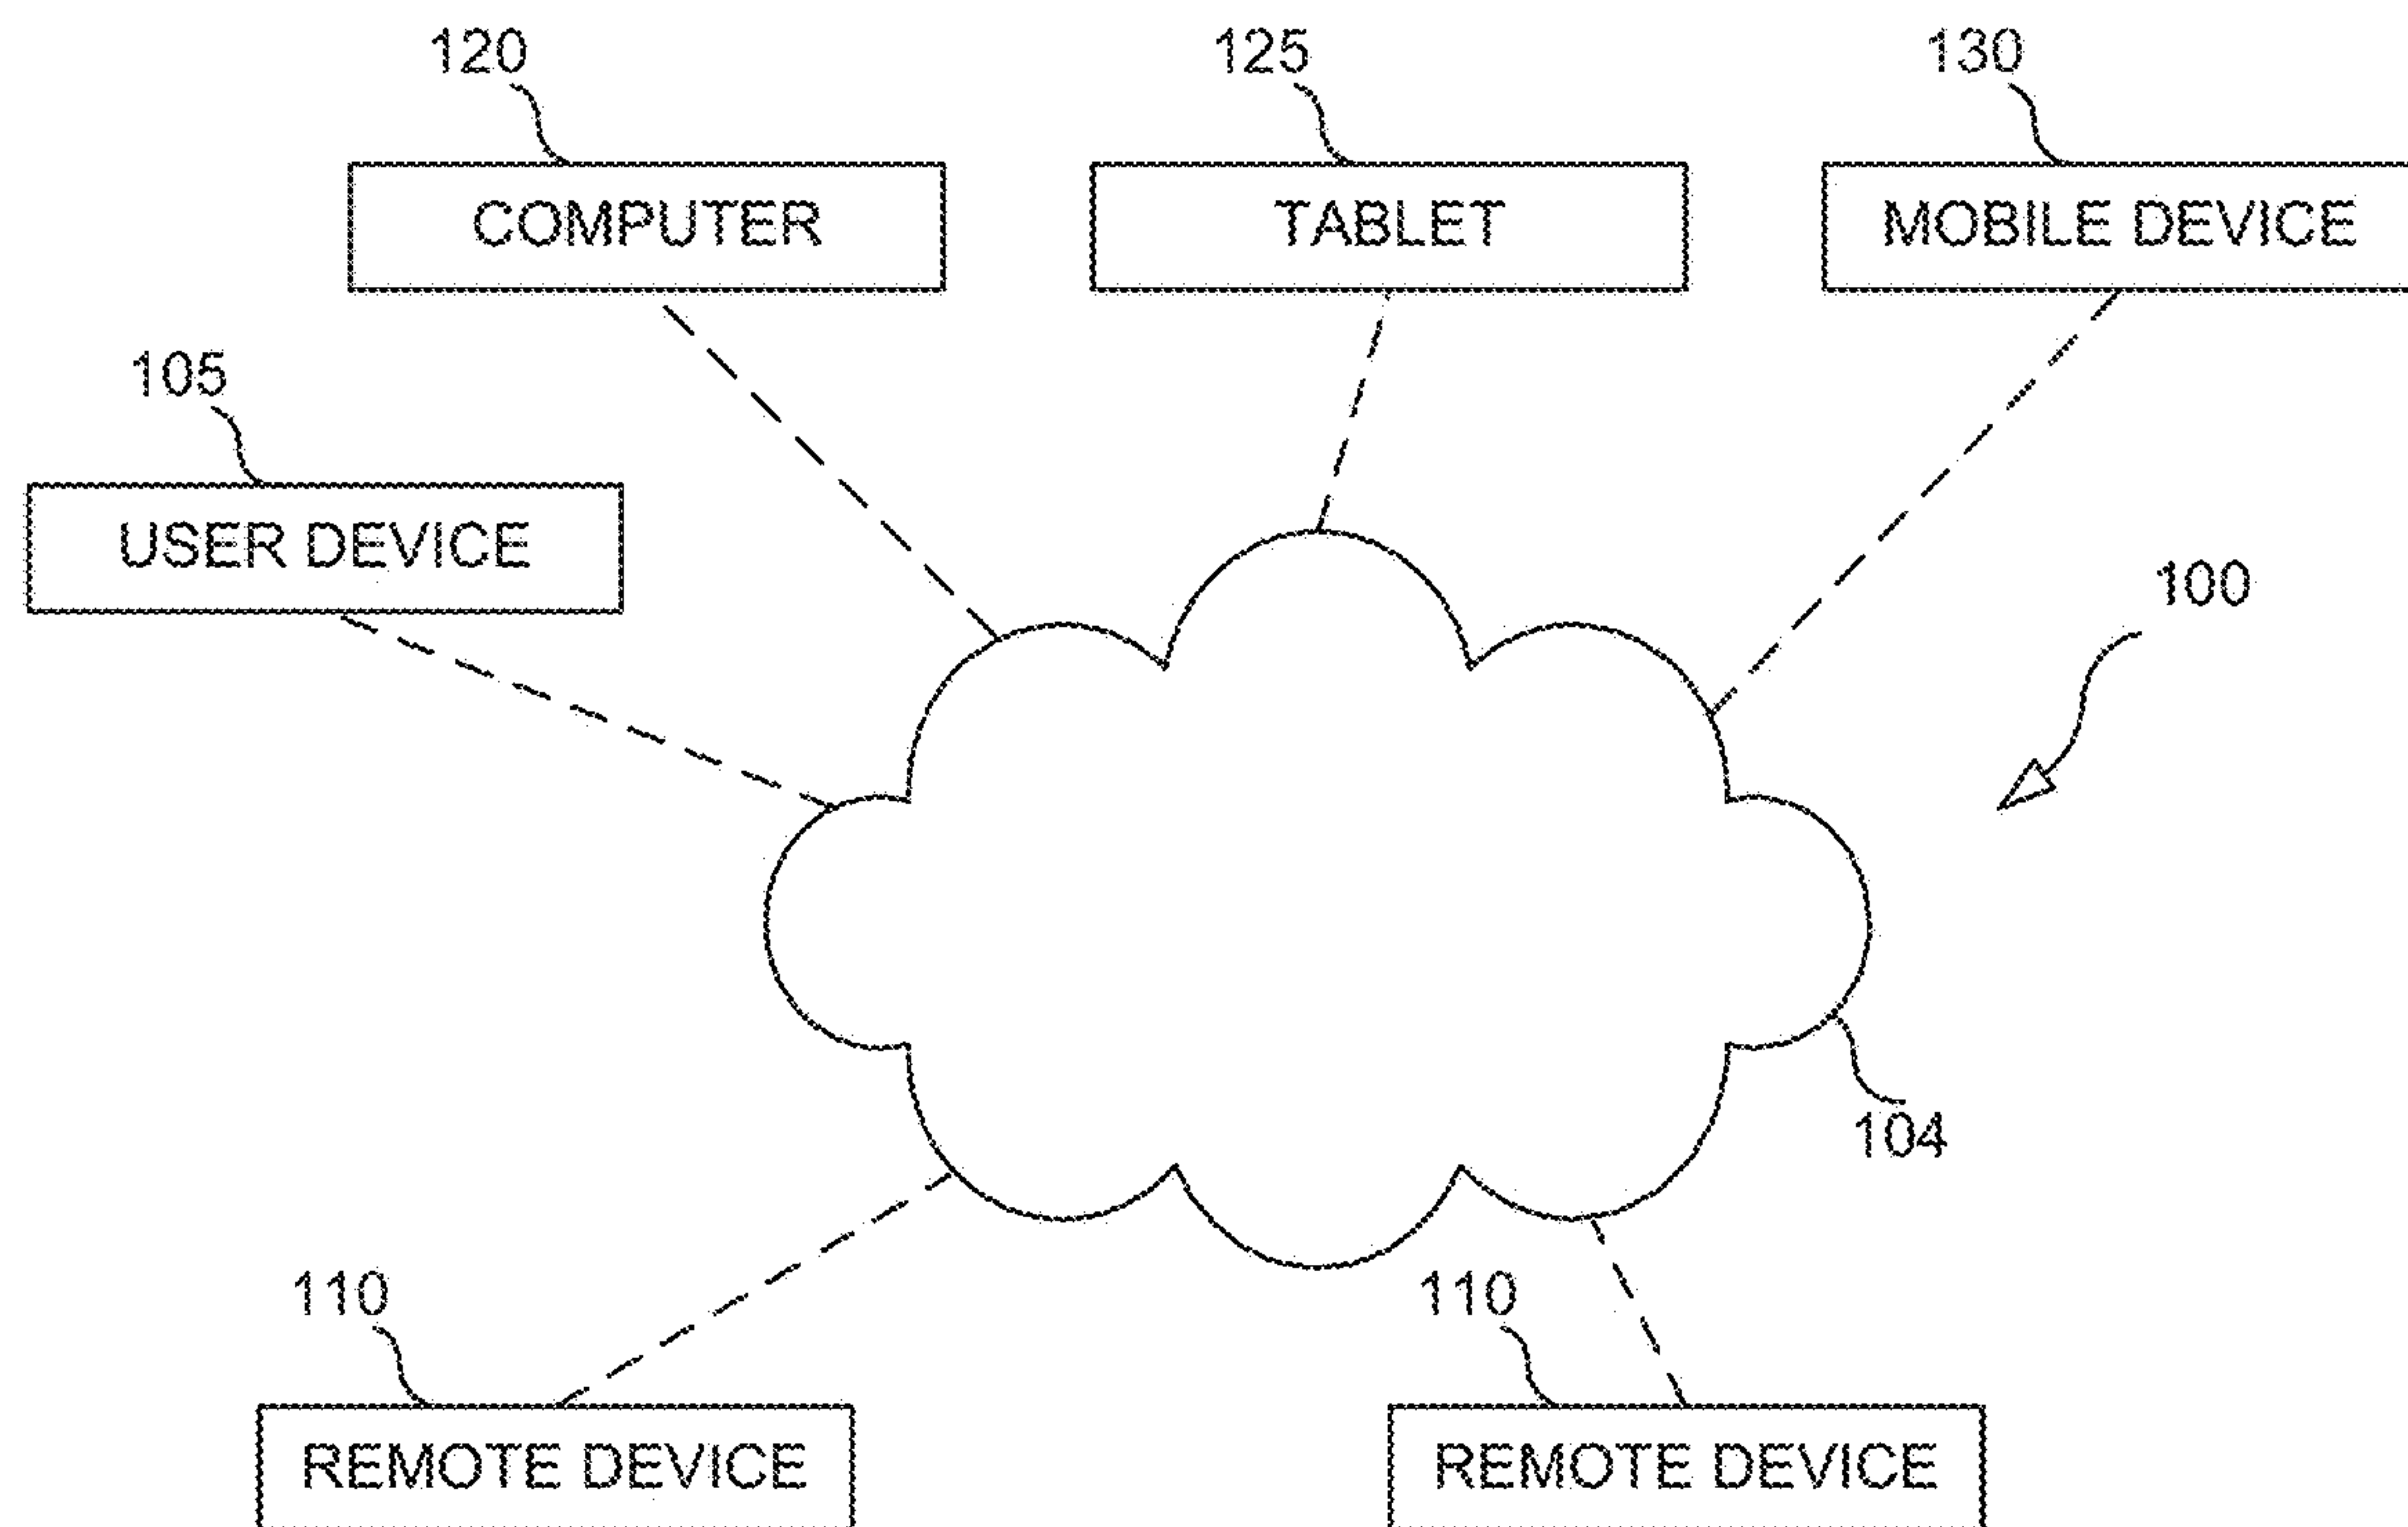 120
125
130
COMPUTER
TABLET
MOBILE DEVICE
105
USER DEVICE
100
104
110
110
REMOTE DEVICE
REMOTE DEVICE